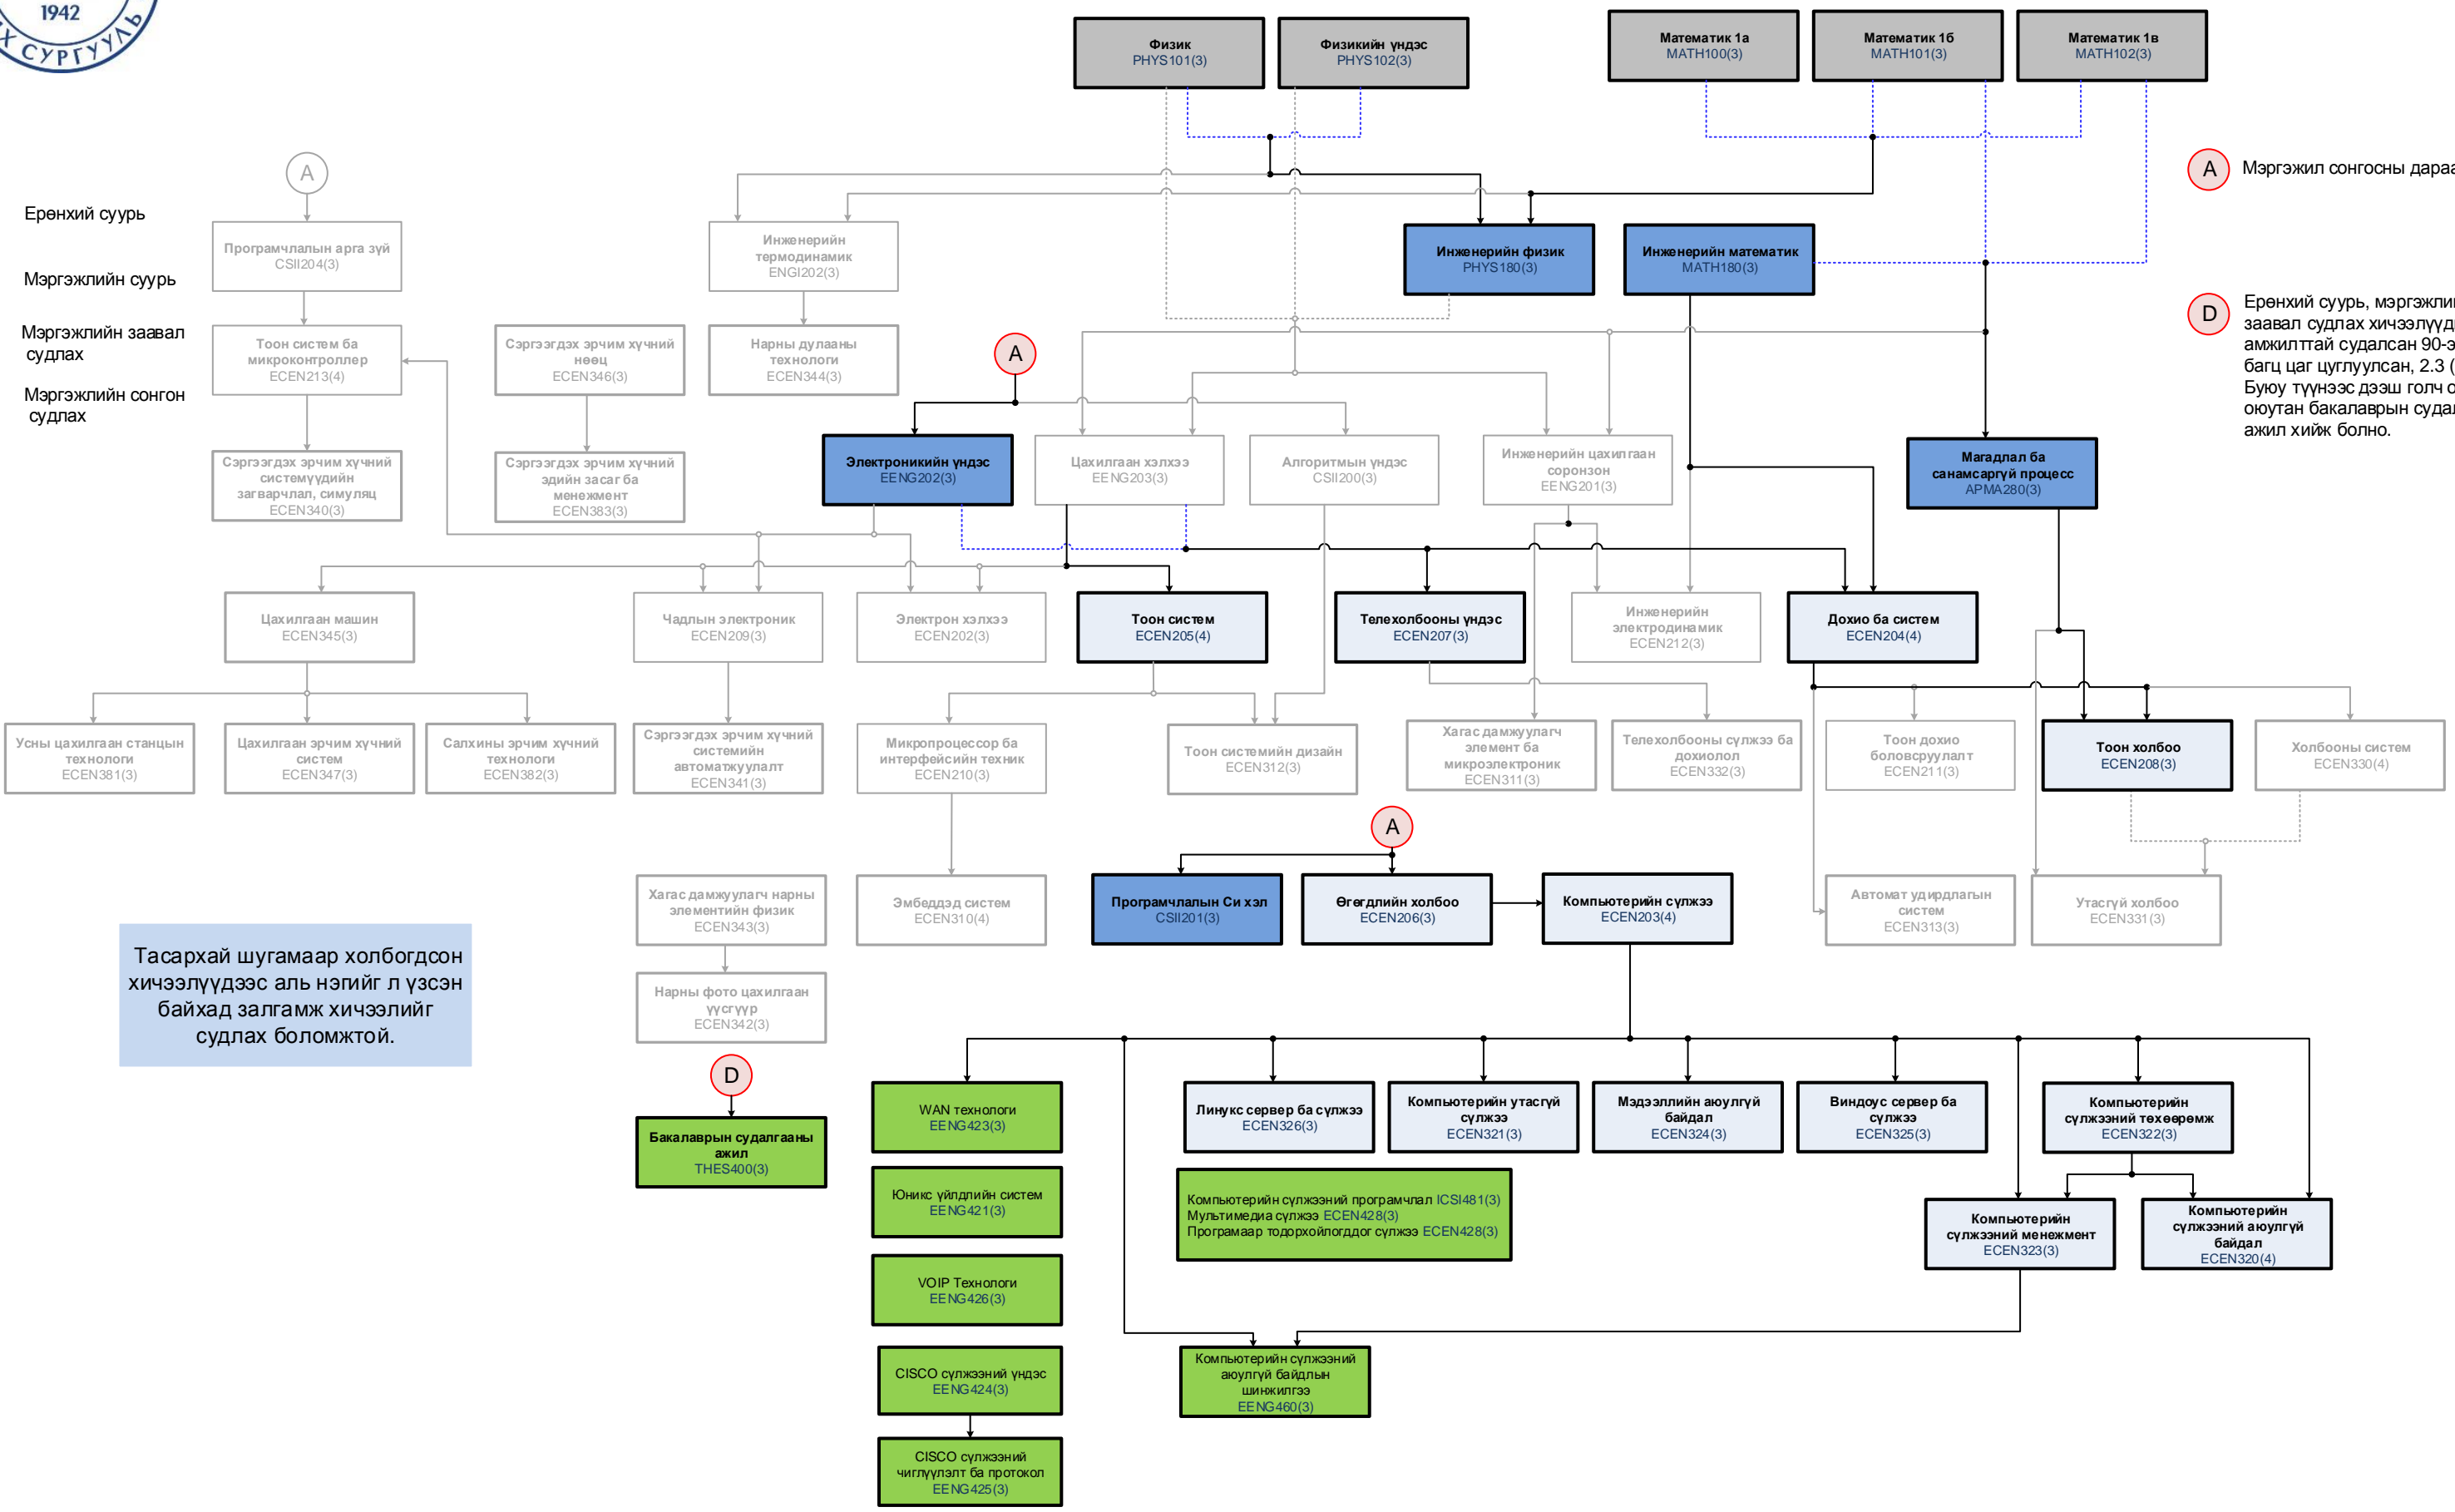 1942
Х СУРГУУЛЬ
Физик
PHYS101(3)
Физикийн үндэс
PHYS102(3)
Математик 1а
MATH100(3)
Математик 1б
MATH101(3)
Математик 1в
MATH102(3)
A
A Мэргэжил сонгосны дараа
Ерөнхий суурь
Мэргэжлийн суурь
Мэргэжлийн заавал
судлах
Мэргэжлийн сонгон
судлах
Програмчлалын арга зүй
CSII204(3)
Инженерийн
термодинамик
ENGI202(3)
Инженерийн физик
PHYS180(3)
Инженерийн математик
MATH180(3)
D
Ерөнхий суурь, мэргэжлий
заавал судлах хичээлүүди
амжилттай судалсан 90-э
багц цаг цуглуулсан, 2.3 (
Буюу түүнээс дээш голч о
оюутан бакалаврын судал
ажил хийж болно.
Тоон систем ба
микроконтроллер
ECEN213(4)
Сэргээгдэх эрчим хүчний
нөөц
ECEN346(3)
Нарны дулааны
технологи
ECEN344(3)
A
Сэргээгдэх эрчим хүчний
системүүдийн
загварчлал, симуляц
ECEN340(3)
Сэргээгдэх эрчим хүчний
эдийн засаг ба
менежмент
ECEN383(3)
Электроникийн үндэс
EENG202(3)
Цахилгаан хэлхээ
EENG203(3)
Алгоритмын үндэс
CSII200(3)
Инженерийн цахилгаан
соронзон
EENG201(3)
Магадлал ба
санамсаргүй процесс
APMA280(3)
Цахилгаан машин
ECEN345(3)
Чадлын электроник
ECEN209(3)
Электрон хэлхээ
ECEN202(3)
Тоон систем
ECEN205(4)
Телехолбооны үндэс
ECEN207(3)
Инженерийн
электродинамик
ECEN212(3)
Дохио ба систем
ECEN204(4)
Усны цахилгаан станцын
технологи
ECEN381(3)
Цахилгаан эрчим хүчний
систем
ECEN347(3)
Салхины эрчим хүчний
технологи
ECEN382(3)
Сэргээгдэх эрчим хүчний
системийн
автоматжуулалт
ECEN341(3)
Микропроцессор ба
интерфейсийн техник
ECEN210(3)
Тоон системийн дизайн
ECEN312(3)
Хагас дамжуулагч
элемент ба
микроэлектроник
ECEN311(3)
Телехолбооны сүлжээ ба
дохиолол
ECEN332(3)
Тоон дохио
боловсруулалт
ECEN211(3)
Тоон холбоо
ECEN208(3)
Холбооны систем
ECEN330(4)
A
Хагас дамжуулагч нарны
элементийн физик
ECEN343(3)
Эмбеддэд систем
ECEN310(4)
Програмчлалын Си хэл
CSII201(3)
Өгөгдлийн холбоо
ECEN206(3)
Компьютерийн сүлжээ
ECEN203(4)
Автомат удирдлагын
систем
ECEN313(3)
Утасгүй холбоо
ECEN331(3)
Тасархай шугамаар холбогдсон
хичээлүүдээс аль нэгийг л үзсэн
байхад залгамж хичээлийг
судлах боломжтой.
Нарны фото цахилгаан
үүсгүүр
ECEN342(3)
D
Бакалаврын судалгааны
ажил
THES400(3)
WAN технологи
EENG423(3)
Линукс сервер ба сүлжээ
ECEN326(3)
Компьютерийн утасгүй
сүлжээ
ECEN321(3)
Мэдээллийн аюулгүй
байдал
ECEN324(3)
Виндоус сервер ба
сүлжээ
ECEN325(3)
Компьютерийн
сүлжээний төхөөрөмж
ECEN322(3)
Юникс үйлдлийн систем
EENG421(3)
Компьютерийн сүлжээний програмчлал ICSI481(3)
Мультимедиа сүлжээ ECEN428(3)
Програмаар тодорхойлогддог сүлжээ ECEN428(3)
Компьютерийн
сүлжээний менежмент
ECEN323(3)
Компьютерийн
сүлжээний аюулгүй
байдал
ECEN320(4)
VOIP Технологи
EENG426(3)
CISCO сүлжээний үндэс
EENG424(3)
Компьютерийн сүлжээний
аюулгүй байдлын
шинжилгээ
EENG460(3)
CISCO сүлжээний
чиглүүлэлт ба протокол
EENG425(3)